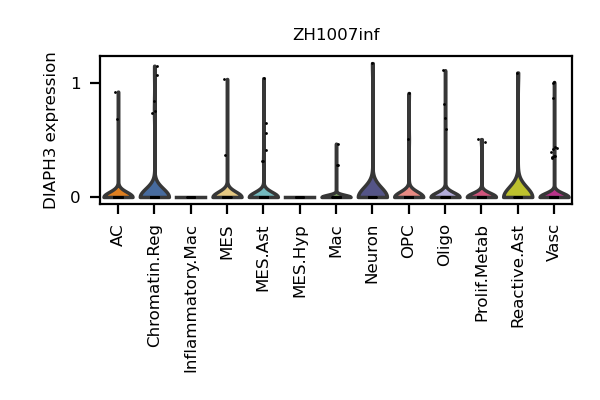 ZH1007inf
DIAPH3 expression
1
0
AC
Chromatin.Reg
Inflammatory.Mac
MES
MES.Ast
MES.Hyp
Mac
Neuron
OPC
Oligo
Prolif.Metab
Reactive.Ast
Vasc